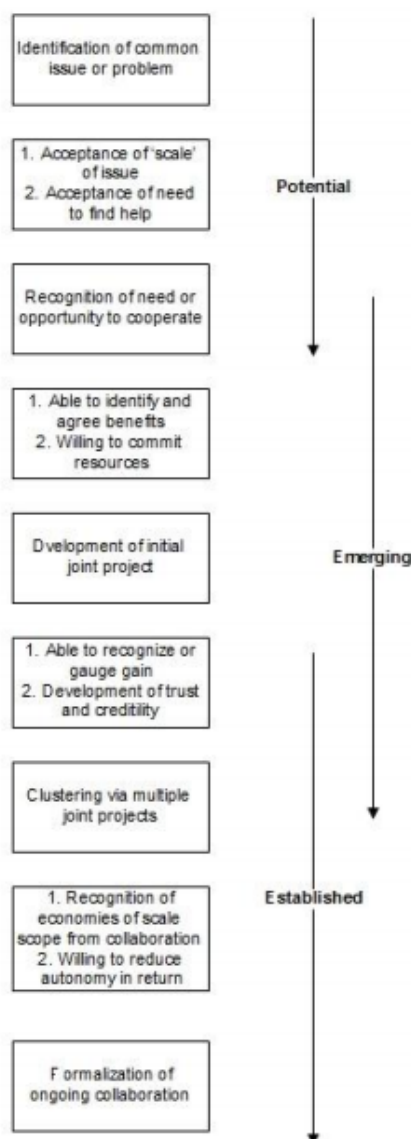 Identification of common
issue or problem
1. Acceptance of 'scale'
of issue
2. Acceptance of need
to find help
Potential
Recognition of need or
opportunity to cooperate
1. Able to identify and
agree benefits
2. Willing to commit
resources
Dvelopment of initial
joint project
Emerging
1. Able to recognize or
gauge gain
2. Development of trust
and creditility
Clustering via multiple
joint projects
1. Recognition of
economies of scale
scope from collaboration
2. Willing to reduce
autonomy in return
Established
Formalization of
ongoing collaboration